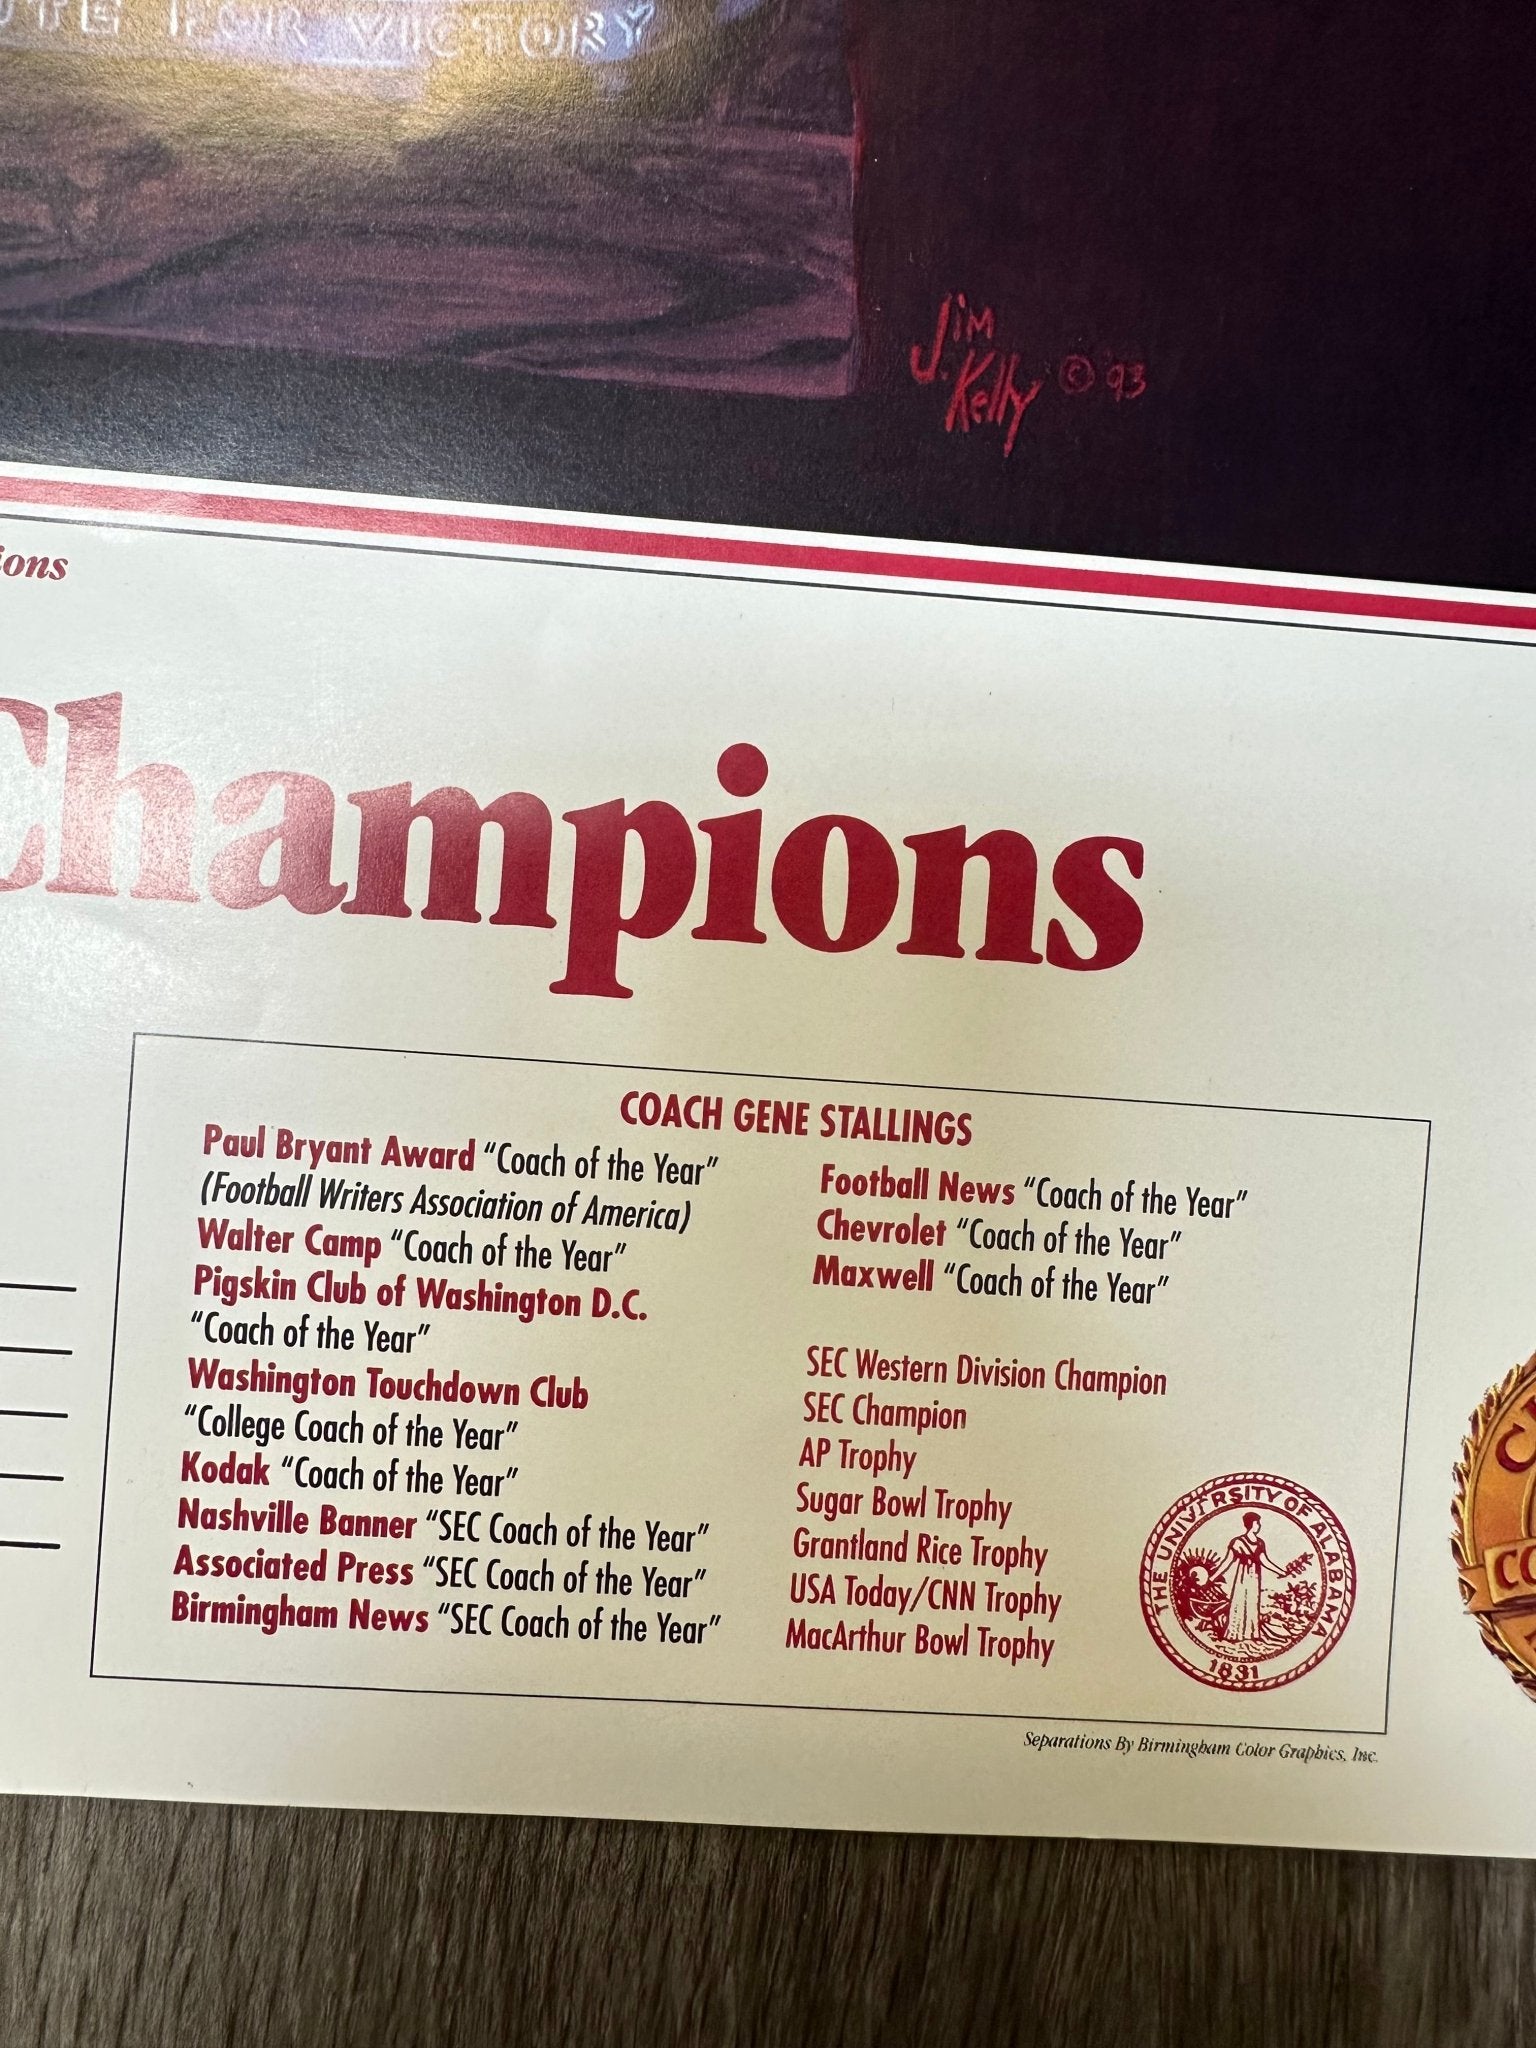 FOR VICTORY
Jim
J. Kelly © 93
Champions
COACH GENE STALLINGS
Paul Bryant Award “Coach of the Year”
(Football Writers Association of America)
Walter Camp “Coach of the Year”
Pigskin Club of Washington D.C.
“Coach of the Year”
Washington Touchdown Club
“College Coach of the Year”
Kodak “Coach of the Year”
Nashville Banner “SEC Coach of the Year”
Associated Press “SEC Coach of the Year”
Birmingham News “SEC Coach of the Year”
Football News “Coach of the Year”
Chevrolet “Coach of the Year”
Maxwell “Coach of the Year”
SEC Western Division Champion
SEC Champion
AP Trophy
Sugar Bowl Trophy
Grantland Rice Trophy
USA Today/CNN Trophy
MacArthur Bowl Trophy
THE UNIVERSITY OF ALABAMA
1831
Separations By Birmingham Color Graphics, Inc.